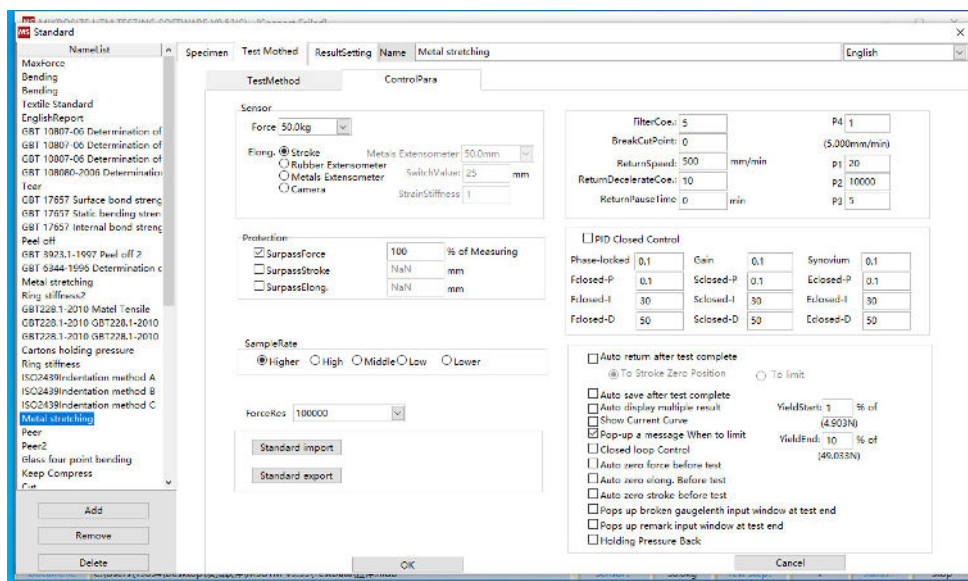 MIKROSIZE UTM TESTING SOFTWARE
Standard
NameList
MaxForce
Bending
Bending
Textile Standard
EnglishReport
GBT 10807-06 Determination of
GBT 10807-06 Determination of
GBT 10807-06 Determination of
GBT 108080-2006 Determination
Teer
GBT 17657 Surface bond streng
GBT 17657 Static bending stren
GBT 17657 Internal bond streng
Peel off
GBT 3923.1-1997 Peel off 2
GBT 6344-1996 Determination c
Metal stretching
Ring stiffness2
GBT228.1-2010 Matel Tensile
GBT228.1-2010 GBT228.1-2010
GBT228.1-2010 GBT228.1-2010
Cartons holding pressure
Ring stiffness
ISO2439Indentation method A
ISO2439Indentation method B
ISO2439Indentation method C
Metal stretching
Peer
Peer2
Glass four point bending
Keep Compress
Cut
Add
Remove
Delete
Specimen Test Mothed ResultSetting Name Metal stretching English
TestMethod ControlPara
Sensor
Force 50.0kg
Elong. Stroke Metals Extensometer 50.0mm
Rubber Extensometer SwitchValue: 25 mm
Metals Extensometer
Camera StrainStiffness 1
Protection
SurpassForce 100 % of Measuring
SurpassStroke NaN mm
SurpassElong. NaN mm
SampleRate
Higher High Middle Low Lower
ForceRes 100000
Standard import
Standard export
FilterCoe.: 5 P4 1
BreakCutPoint: 0 (5.000mm/min)
ReturnSpeed: 500 mm/min P1 20
ReturnDecelerateCoe.: 10 P2 10000
ReturnPauseTime 0 min P3 5
PID Closed Control
Phase-locked 0.1 Gain 0.1 Synovium 0.1
Fclosed-P 0.1 Sclosed-P 0.1 Eclosed-P 0.1
Fclosed-I 30 Sclosed-I 30 Eclosed-I 30
Fclosed-D 50 Sclosed-D 50 Eclosed-D 50
Auto return after test complete
To Stroke Zero Position To limit
Auto save after test complete
Auto display multiple result YieldStart: 1 % of
Show Current Curve (4.903N)
Pop-up a message When to limit YieldEnd: 10 % of
Closed loop Control (49.033N)
Auto zero force before test
Auto zero elong. Before test
Auto zero stroke before test
Pops up broken gaugelenth input window at test end
Pops up remark input window at test end
Holding Pressure Back
OK Cancel